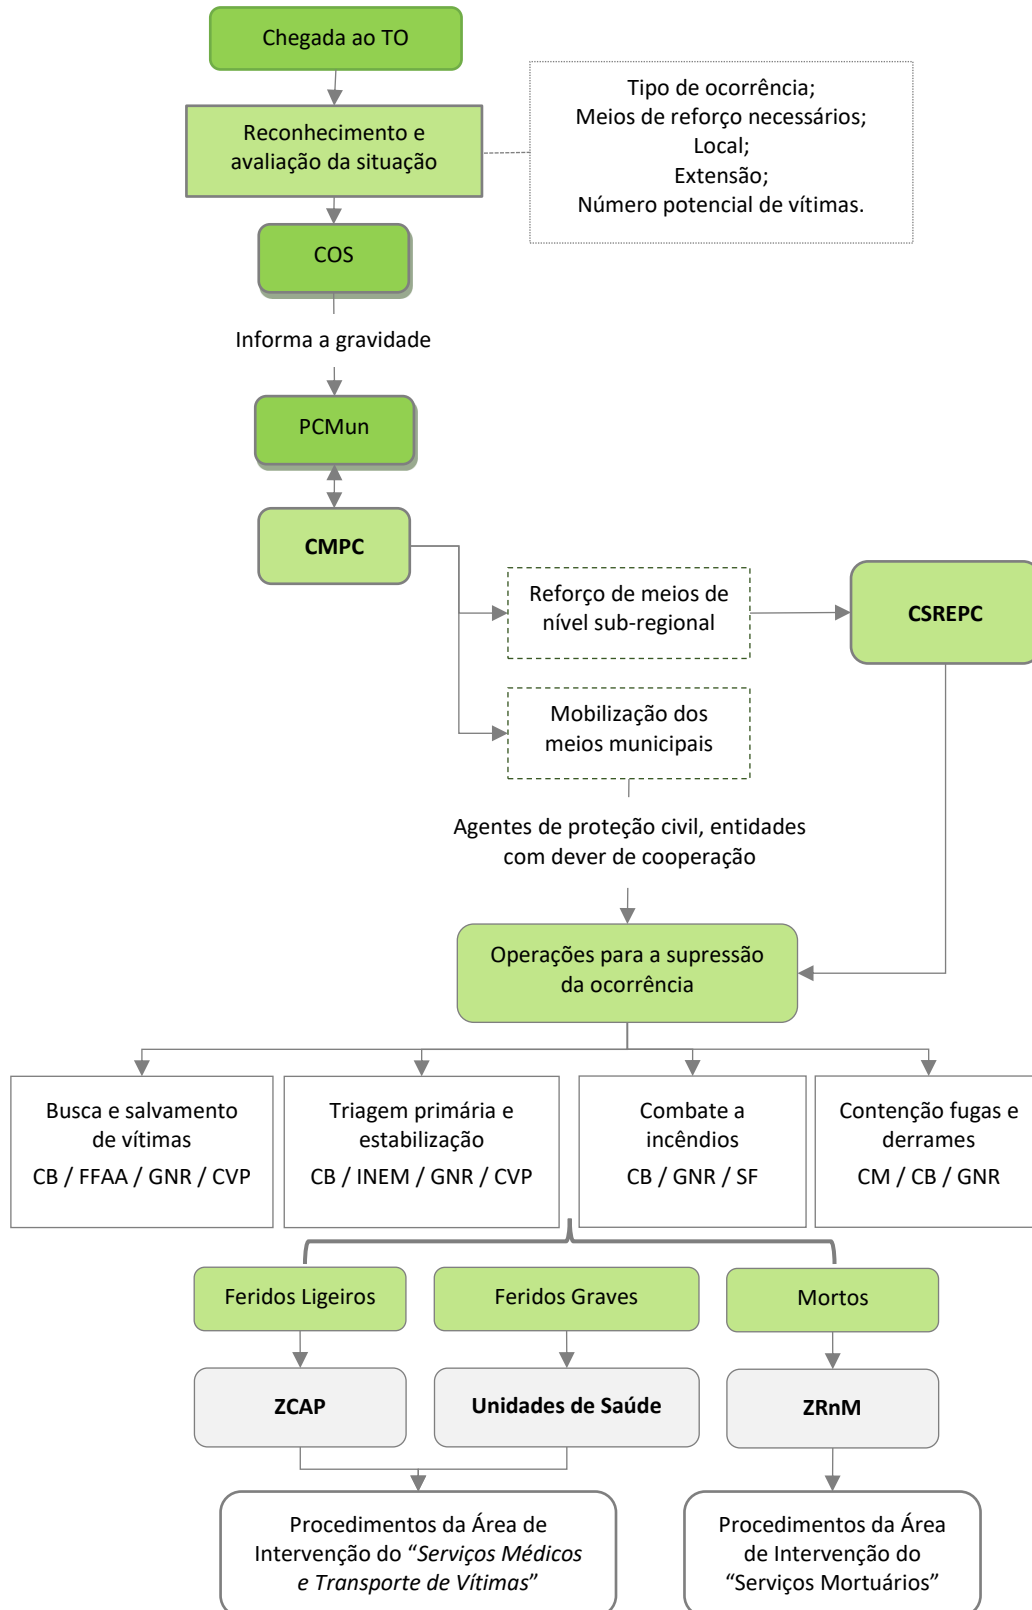 Chegada ao TO
Reconhecimento e
avaliação da situação
Tipo de ocorrência;
Meios de reforço necessários;
Local;
Extensão;
Número potencial de vítimas.
COS
Informa a gravidade
PCMun
CMPC
Reforço de meios de
nível sub-regional
CSREPC
Mobilização dos
meios municipais
Agentes de proteção civil, entidades
com dever de cooperação
Operações para a supressão
da ocorrência
Busca e salvamento
de vítimas
CB / FFAA / GNR / CVP
Triagem primária e
estabilização
CB / INEM / GNR / CVP
Combate a
incêndios
CB / GNR / SF
Contenção fugas e
derrames
CM / CB / GNR
Feridos Ligeiros
Feridos Graves
Mortos
ZCAP
Unidades de Saúde
ZRnM
Procedimentos da Área de
Intervenção do “Serviços Médicos
e Transporte de Vítimas”
Procedimentos da Área
de Intervenção do
“Serviços Mortuários”